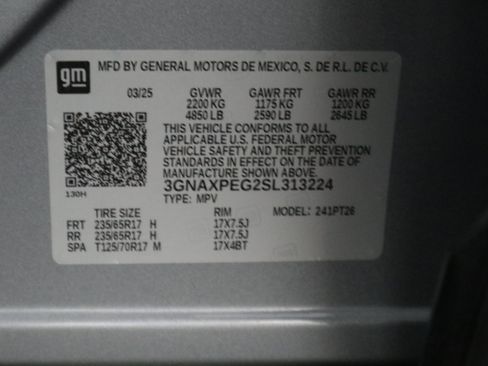 gm
MFD BY GENERAL MOTORS DE MEXICO, S. DE R.L. DE C.V.
03/25 GVWR GAWR FRT GAWR RR
2200 KG 1175 KG 1200 KG
4850 LB 2590 LB 2645 LB
THIS VEHICLE CONFORMS TO ALL
APPLICABLE U.S. FEDERAL MOTOR
VEHICLE SAFETY AND THEFT PREVENTION
STANDARDS IN EFFECT ON THE DATE OF
MANUFACTURE SHOWN ABOVE.
3GNAXPEG2SL313224
130H TYPE: MPV
TIRE SIZE RIM MODEL: 241PT26
FRT 235/65R17 H 17X7.5J
RR 235/65R17 H 17X7.5J
SPA T125/70R17 M 17X4BT